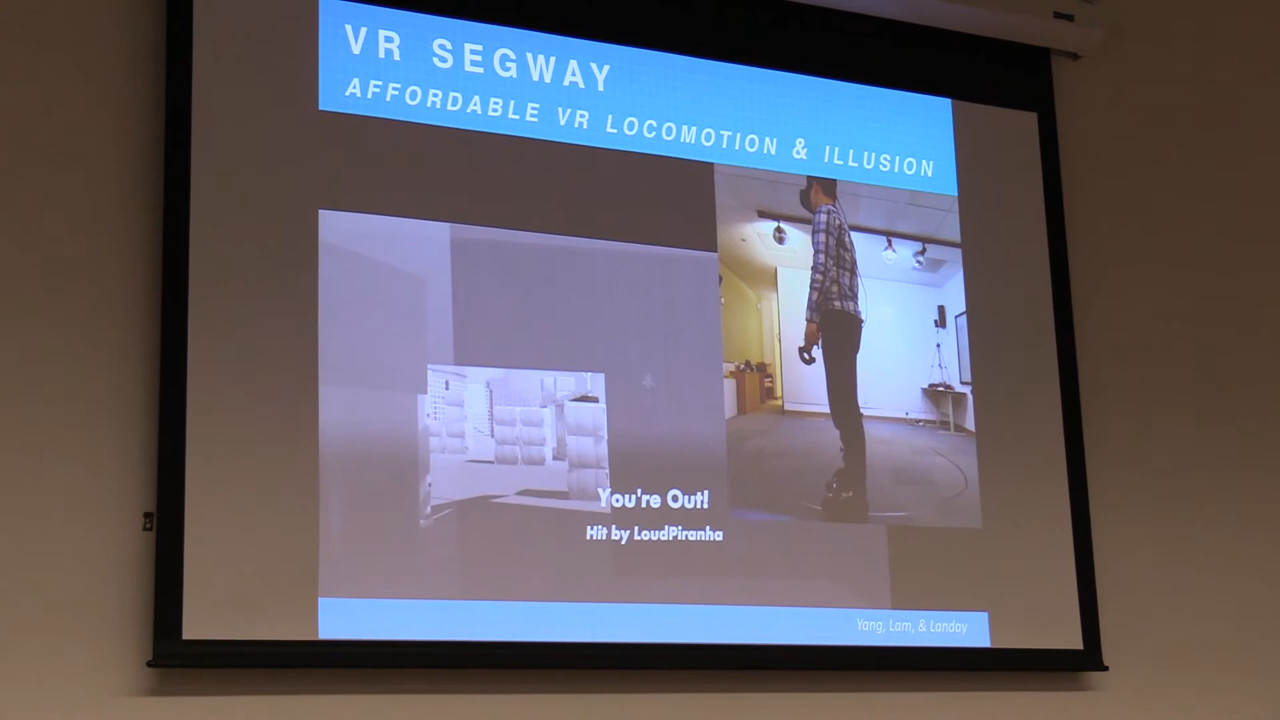 VR SEGWAY
AFFORDABLE VR LOCOMOTION & ILLUSION
You're Out!
Hit by LoudPiranha
Yang, Lam, & Landay